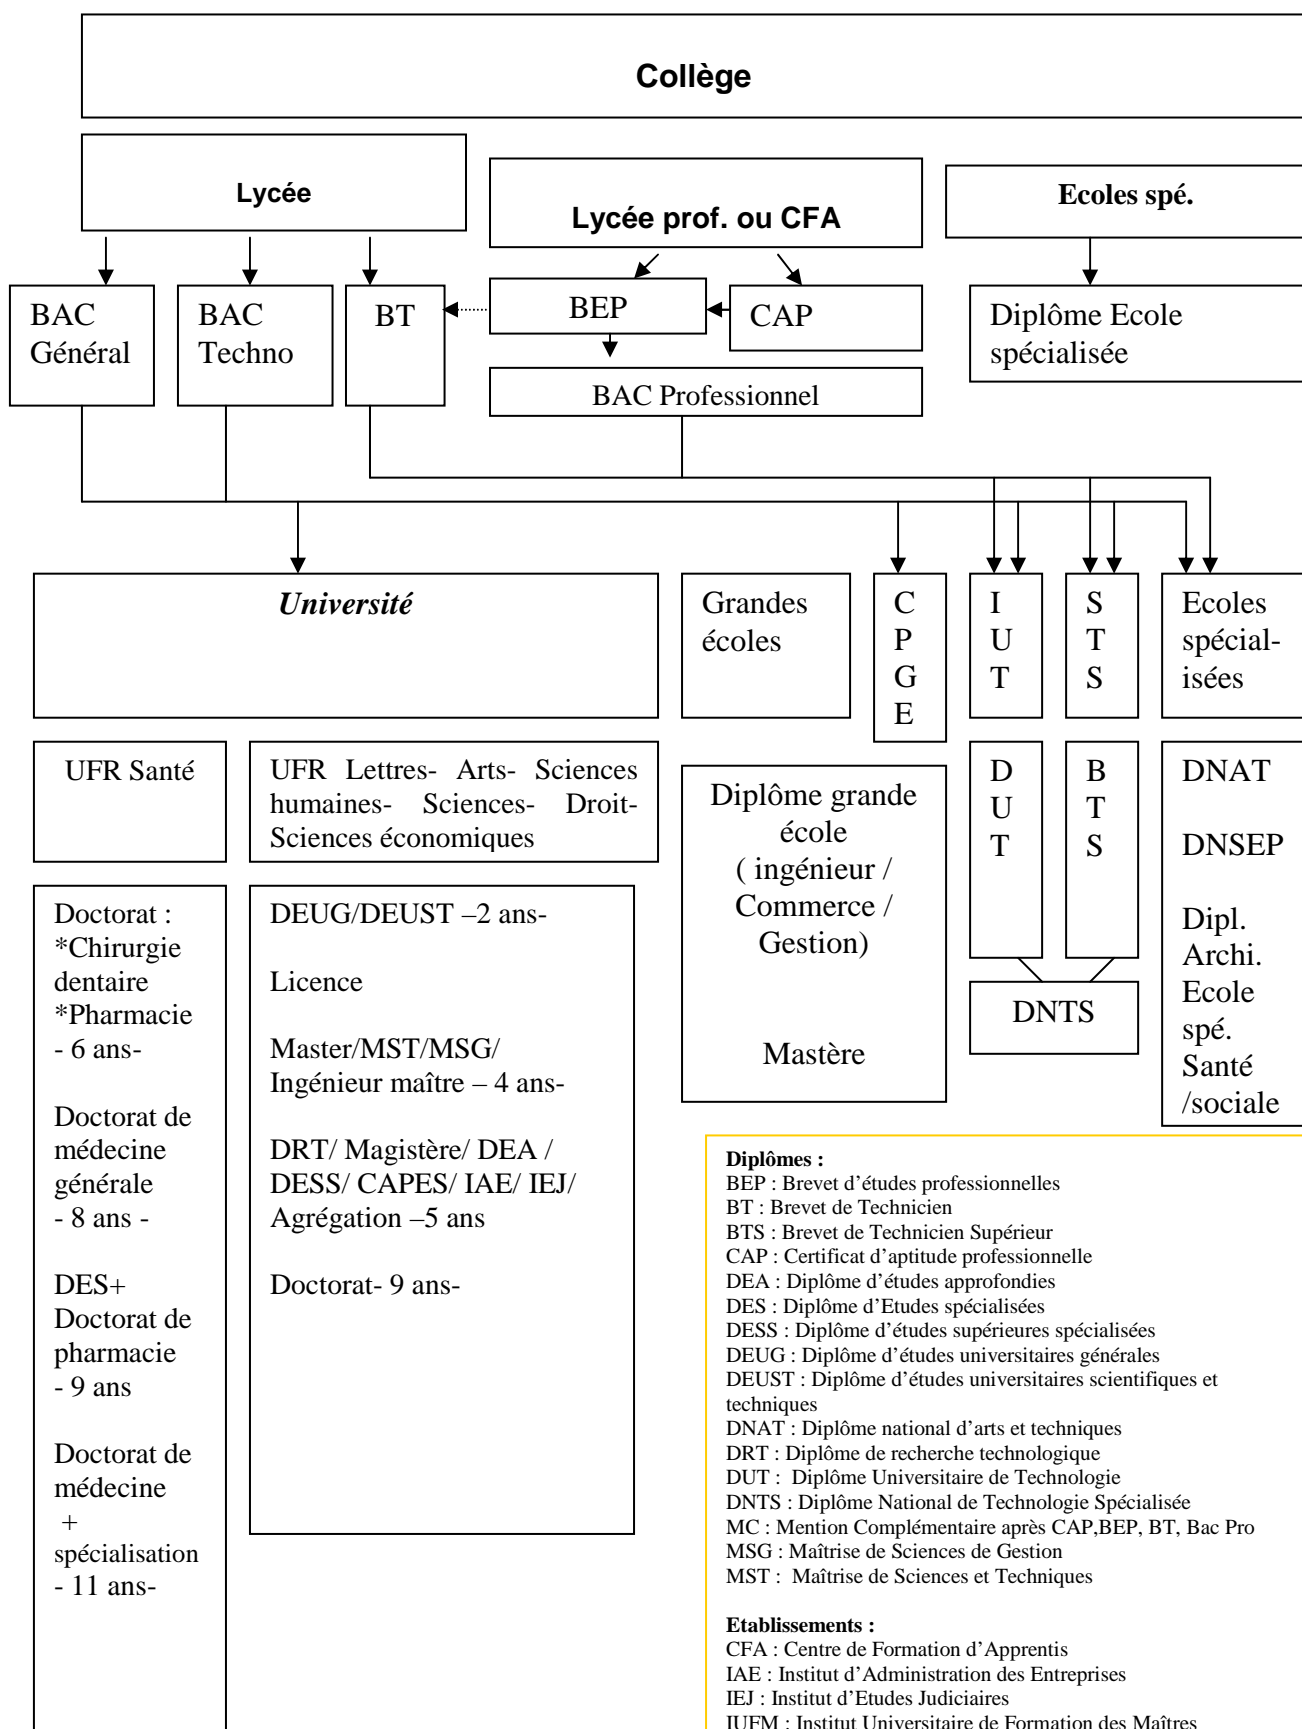 Collège
Lycée
Lycée prof. ou CFA
Ecoles spé.
BAC
Général
BAC
Techno
BT
BEP
CAP
Diplôme Ecole
spécialisée
BAC Professionnel
Université
Grandes
écoles
C
P
G
E
I
U
T
S
T
S
Ecoles
spécial-
isées
UFR Santé
UFR Lettres- Arts- Sciences
humaines- Sciences- Droit-
Sciences économiques
Diplôme grande
école
( ingénieur /
Commerce /
Gestion)
Mastère
D
U
T
B
T
S
DNTS
DNAT
DNSEP
Dipl.
Archi.
Ecole
spé.
Santé
/sociale
Doctorat :
*Chirurgie
dentaire
*Pharmacie
- 6 ans-
Doctorat de
médecine
générale
- 8 ans -
DES+
Doctorat de
pharmacie
- 9 ans
Doctorat de
médecine
+
spécialisation
- 11 ans-
DEUG/DEUST –2 ans-
Licence
Master/MST/MSG/
Ingénieur maître – 4 ans-
DRT/ Magistère/ DEA /
DESS/ CAPES/ IAE/ IEJ/
Agrégation –5 ans
Doctorat- 9 ans-
Diplômes :
BEP : Brevet d’études professionnelles
BT : Brevet de Technicien
BTS : Brevet de Technicien Supérieur
CAP : Certificat d’aptitude professionnelle
DEA : Diplôme d’études approfondies
DES : Diplôme d’Etudes spécialisées
DESS : Diplôme d’études supérieures spécialisées
DEUG : Diplôme d’études universitaires générales
DEUST : Diplôme d’études universitaires scientifiques et
techniques
DNAT : Diplôme national d’arts et techniques
DRT : Diplôme de recherche technologique
DUT : Diplôme Universitaire de Technologie
DNTS : Diplôme National de Technologie Spécialisée
MC : Mention Complémentaire après CAP,BEP, BT, Bac Pro
MSG : Maîtrise de Sciences de Gestion
MST : Maîtrise de Sciences et Techniques
Etablissements :
CFA : Centre de Formation d’Apprentis
IAE : Institut d’Administration des Entreprises
IEJ : Institut d’Etudes Judiciaires
IUFM : Institut Universitaire de Formation des Maîtres